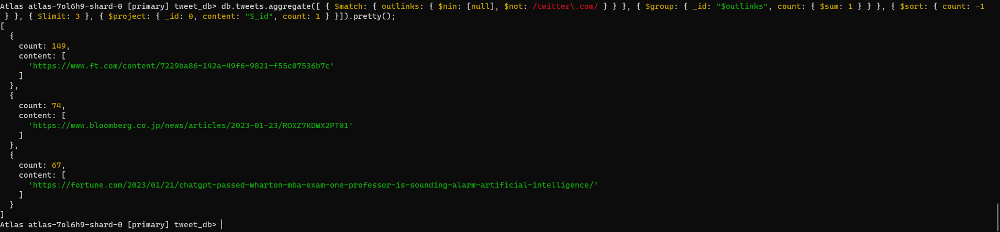 Atlas atlas-7ol6h9-shard-0 [primary] tweet_db> db.tweets.aggregate([ { $match: { outlinks: { $nin: [null], $not: /twitter\.com/ } } }, { $group: { _id: "$outlinks", count: { $sum: 1 } } }, { $sort: { count: -1
} }, { $limit: 3 }, { $project: { _id: 0, content: "$_id", count: 1 } }]).pretty();
[
  {
    count: 149,
    content: [
      'https://www.ft.com/content/7229ba86-142a-49f6-9821-f55c07536b7c'
    ]
  },
  {
    count: 74,
    content: [
      'https://www.bloomberg.co.jp/news/articles/2023-01-23/ROXZ7KDWX2PT01'
    ]
  },
  {
    count: 67,
    content: [
      'https://fortune.com/2023/01/21/chatgpt-passed-wharton-mba-exam-one-professor-is-sounding-alarm-artificial-intelligence/'
    ]
  }
]
Atlas atlas-7ol6h9-shard-0 [primary] tweet_db>